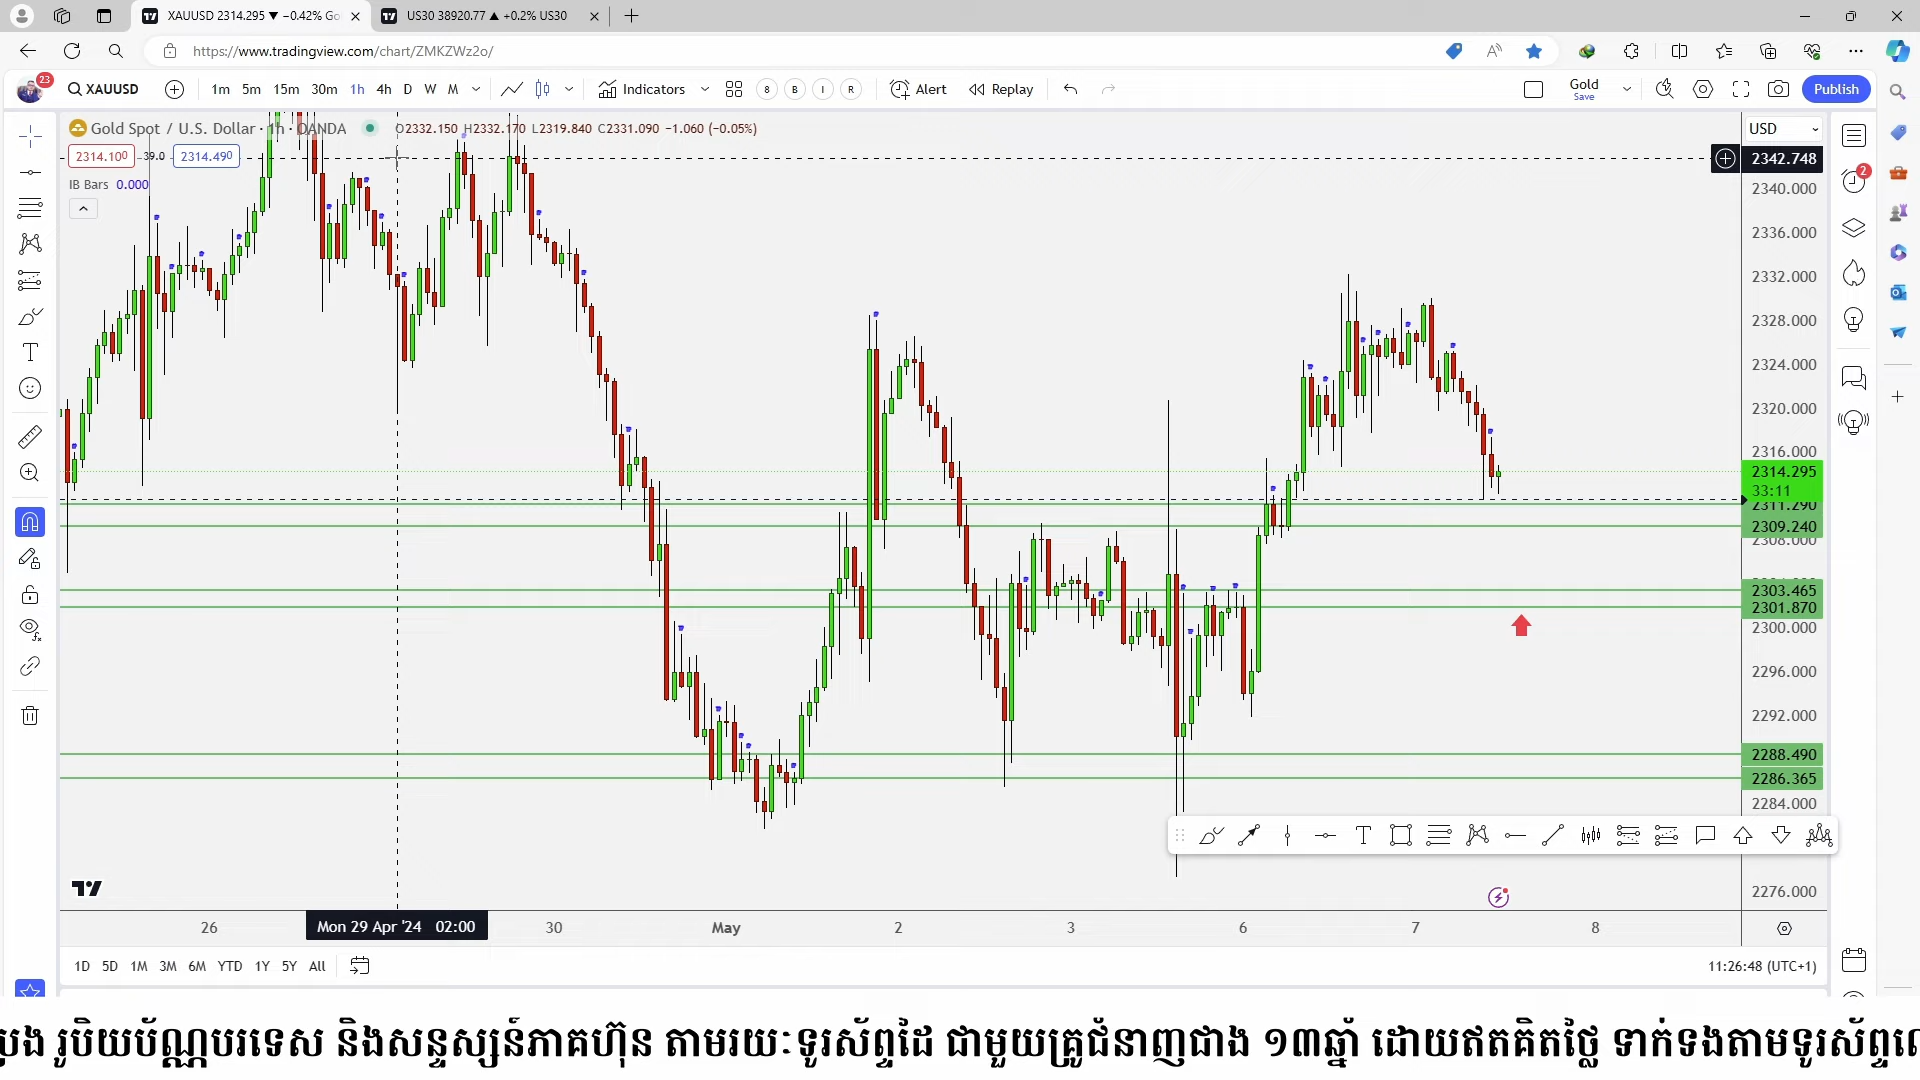 XAUUSD 2314.295 ▼ −0.42% Go
US30 38920.77 ▲ +0.2% US30
https://www.tradingview.com/chart/ZMKZWz2o/
23
XAUUSD
1m 5m 15m 30m 1h 4h D W M
Indicators
8 B I R
Alert
Replay
Gold
Save
Publish
Gold Spot / U.S. Dollar · 1h · OANDA
O2332.150 H2332.170 L2319.840 C2331.090 −1.060 (−0.05%)
USD
2314.100 39.0 2314.490
2342.748
IB Bars 0.000
2
2340.000
2336.000
2332.000
2328.000
2324.000
2320.000
2316.000
2314.295
33:11
2311.290
2309.240
2308.000
2303.465
2301.870
2300.000
2296.000
2292.000
2288.490
2286.365
2284.000
2276.000
26 Mon 29 Apr '24 02:00 30 May 2 3 6 7 8
1D 5D 1M 3M 6M YTD 1Y 5Y All
11:26:48 (UTC+1)
រូបិយប័ណ្ណបរទេស និងសន្ទស្សន៍ភាគហ៊ុន តាមរយៈទូរស័ព្ទដៃ ជាមួយគ្រូជំនាញជាង ១៣ឆ្នាំ ដោយឥតគិតថ្លៃ ទាក់ទងតាមទូរស័ព្ទ